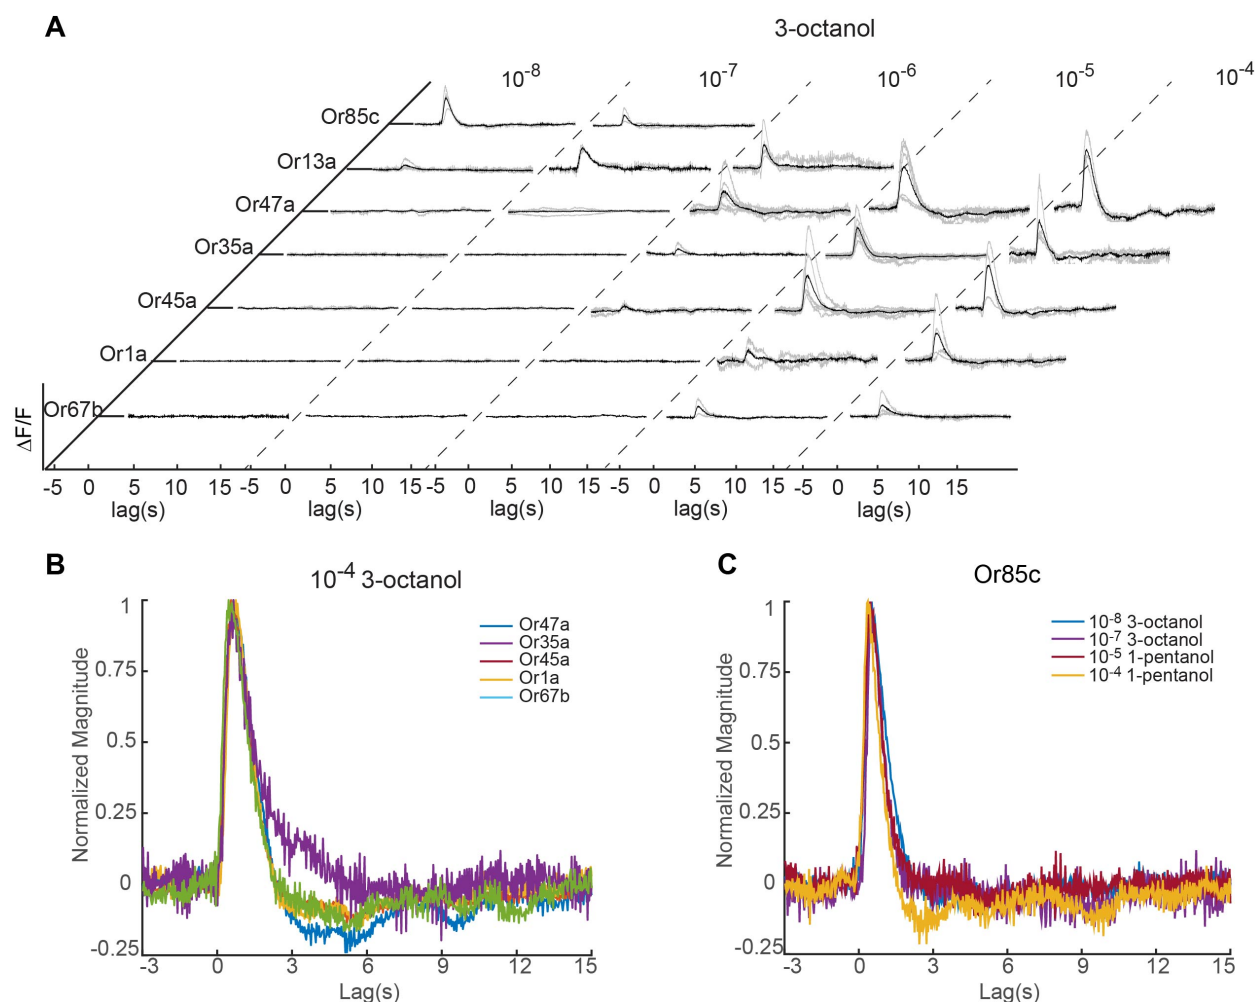 A
3-octanol
10-8
10-7
10-6
10-5
10-4
Or85c
Or13a
Or47a
Or35a
Or45a
Or1a
Or67b
ΔF/F
-5 0 5 10 15 -5 0 5 10 15 -5 0 5 10 15 -5 0 5 10 15 -5 0 5 10 15
lag(s) lag(s) lag(s) lag(s) lag(s)
B
10-4 3-octanol
1
0.75
0.5
0.25
0
-0.25
Normalized Magnitude
Or47a
Or35a
Or45a
Or1a
Or67b
-3 0 3 6 9 12 15
Lag(s)
C
Or85c
1
0.75
0.5
0.25
0
-0.25
Normalized Magnitude
10-8 3-octanol
10-7 3-octanol
10-5 1-pentanol
10-4 1-pentanol
-3 0 3 6 9 12 15
Lag(s)